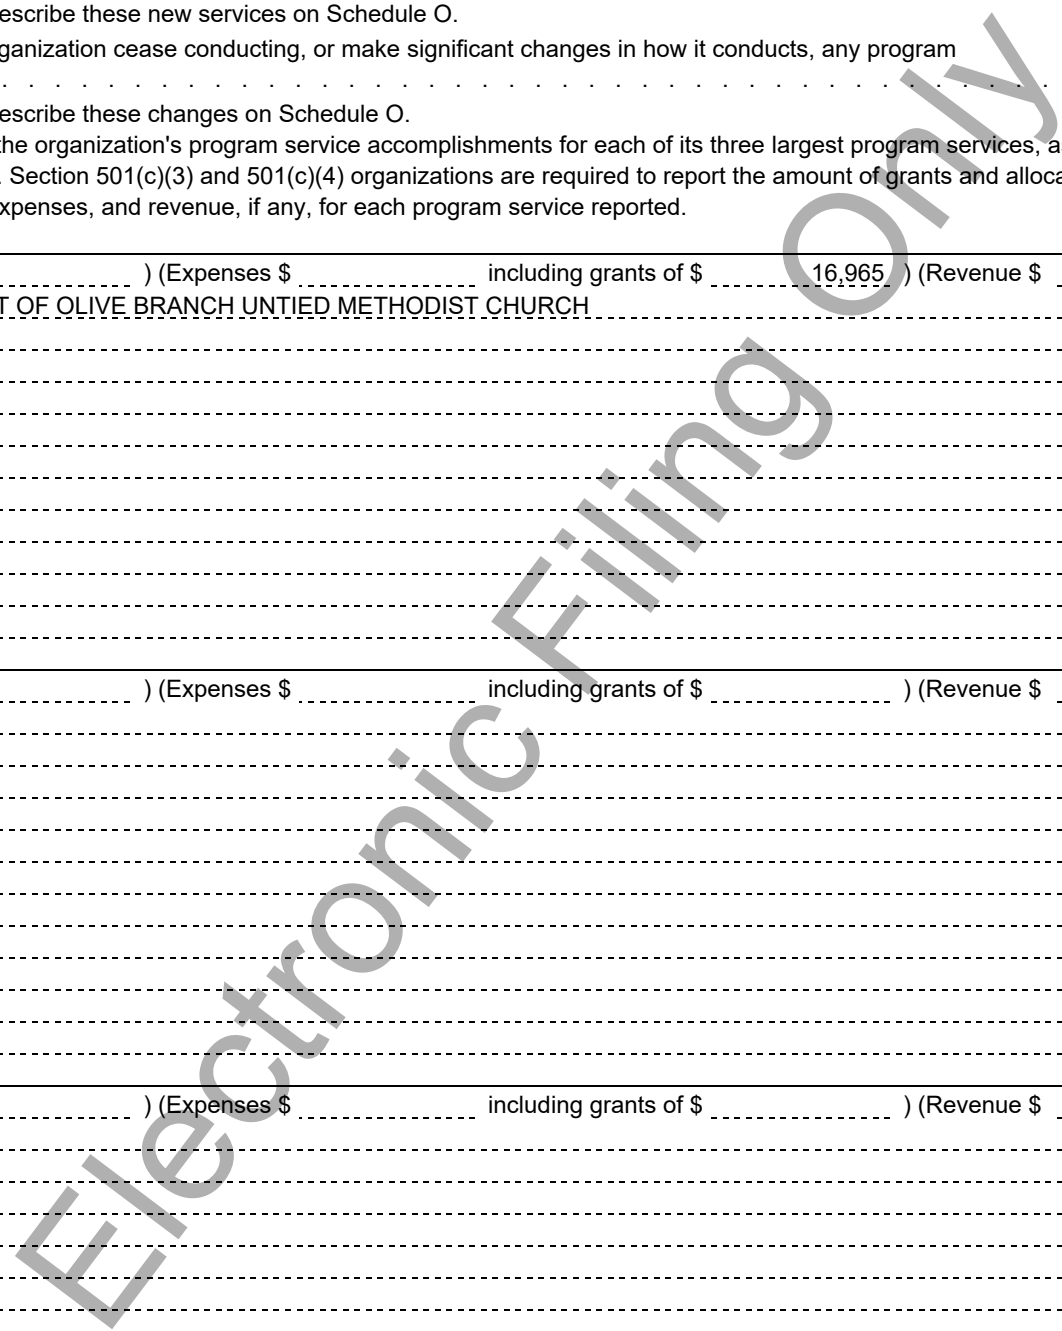 escribe these new services on Schedule O.
ganization cease conducting, or make significant changes in how it conducts, any program
. . . . . . . . . . . . . . . . . . . . . . . . . . . . . . . . . . . . . . . .
escribe these changes on Schedule O.
the organization's program service accomplishments for each of its three largest program services, a
. Section 501(c)(3) and 501(c)(4) organizations are required to report the amount of grants and alloca
xpenses, and revenue, if any, for each program service reported.
) (Expenses $ including grants of $ 16,965 ) (Revenue $
T OF OLIVE BRANCH UNTIED METHODIST CHURCH
) (Expenses $ including grants of $ ) (Revenue $
) (Expenses $ including grants of $ ) (Revenue $
Electronic Filing Only